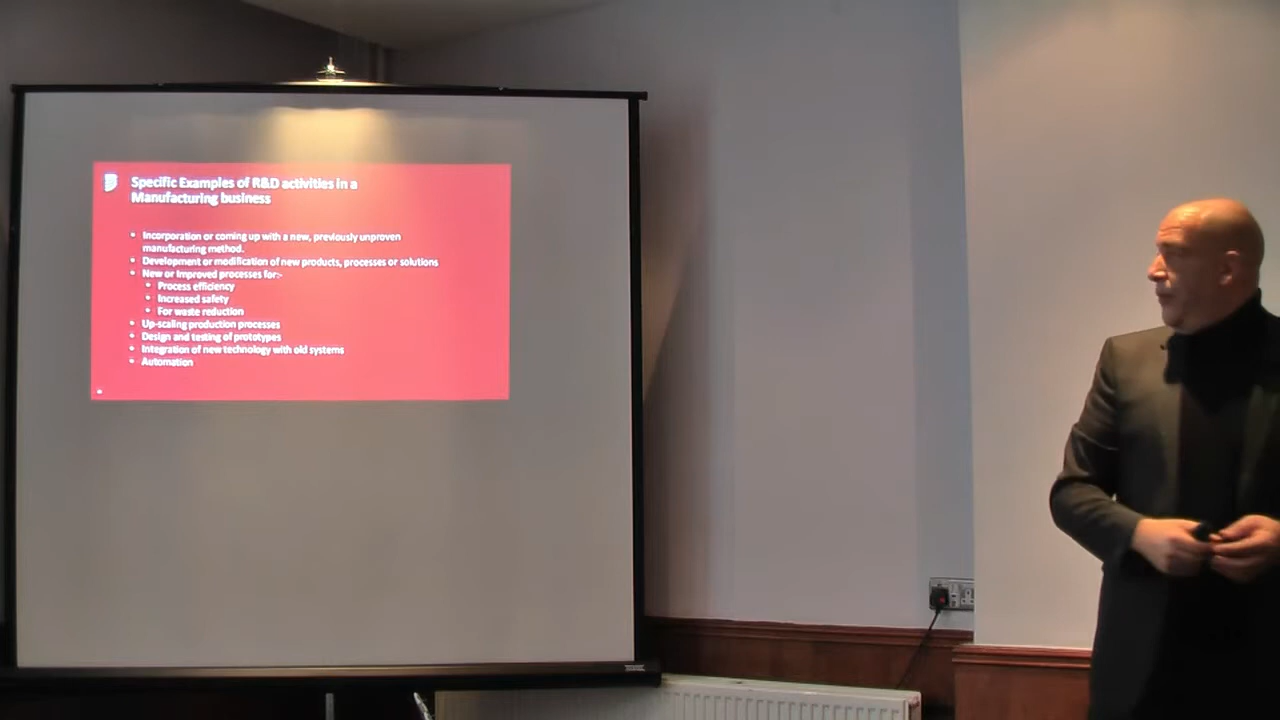 Specific Examples of R&D activities in a
Manufacturing business
• Incorporation or coming up with a new, previously unproven
manufacturing method.
• Development or modification of new products, processes or solutions
• New or Improved processes for:-
• Process efficiency
• Increased safety
• For waste reduction
• Up-scaling production processes
• Design and testing of prototypes
• Integration of new technology with old systems
• Automation